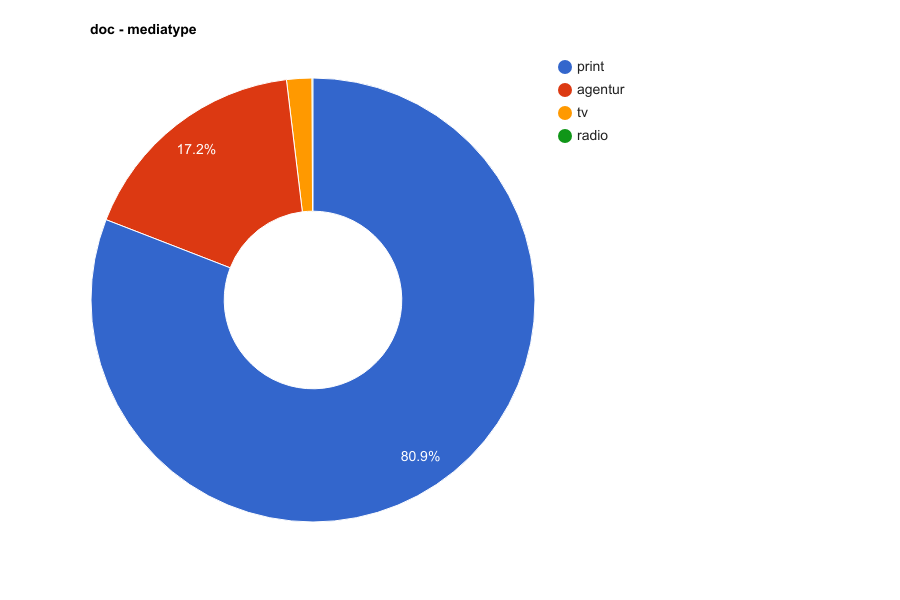 doc - mediatype
print
agentur
tv
radio
17.2%
80.9%